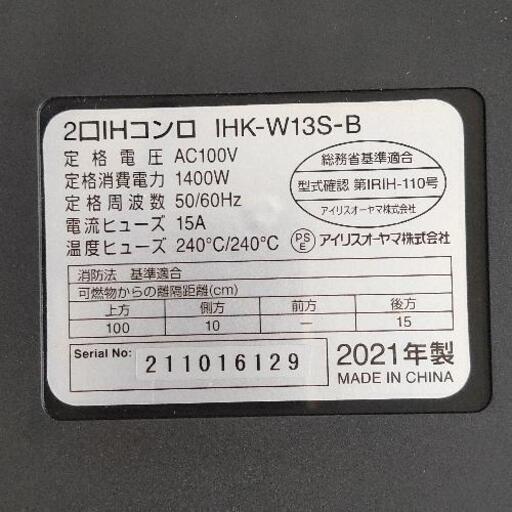 2口IHコンロ IHK-W13S-B
定格電圧 AC100V
定格消費電力 1400W
定格周波数 50/60Hz
電流ヒューズ 15A
温度ヒューズ 240°C/240°C
総務省基準適合
型式確認 第IRIH-110号
アイリスオーヤマ株式会社
PS
E
アイリスオーヤマ株式会社
消防法 基準適合
可燃物からの離隔距離(cm)
上方 側方 前方 後方
100 10 ー 15
Serial No: 211016129
2021年製
MADE IN CHINA